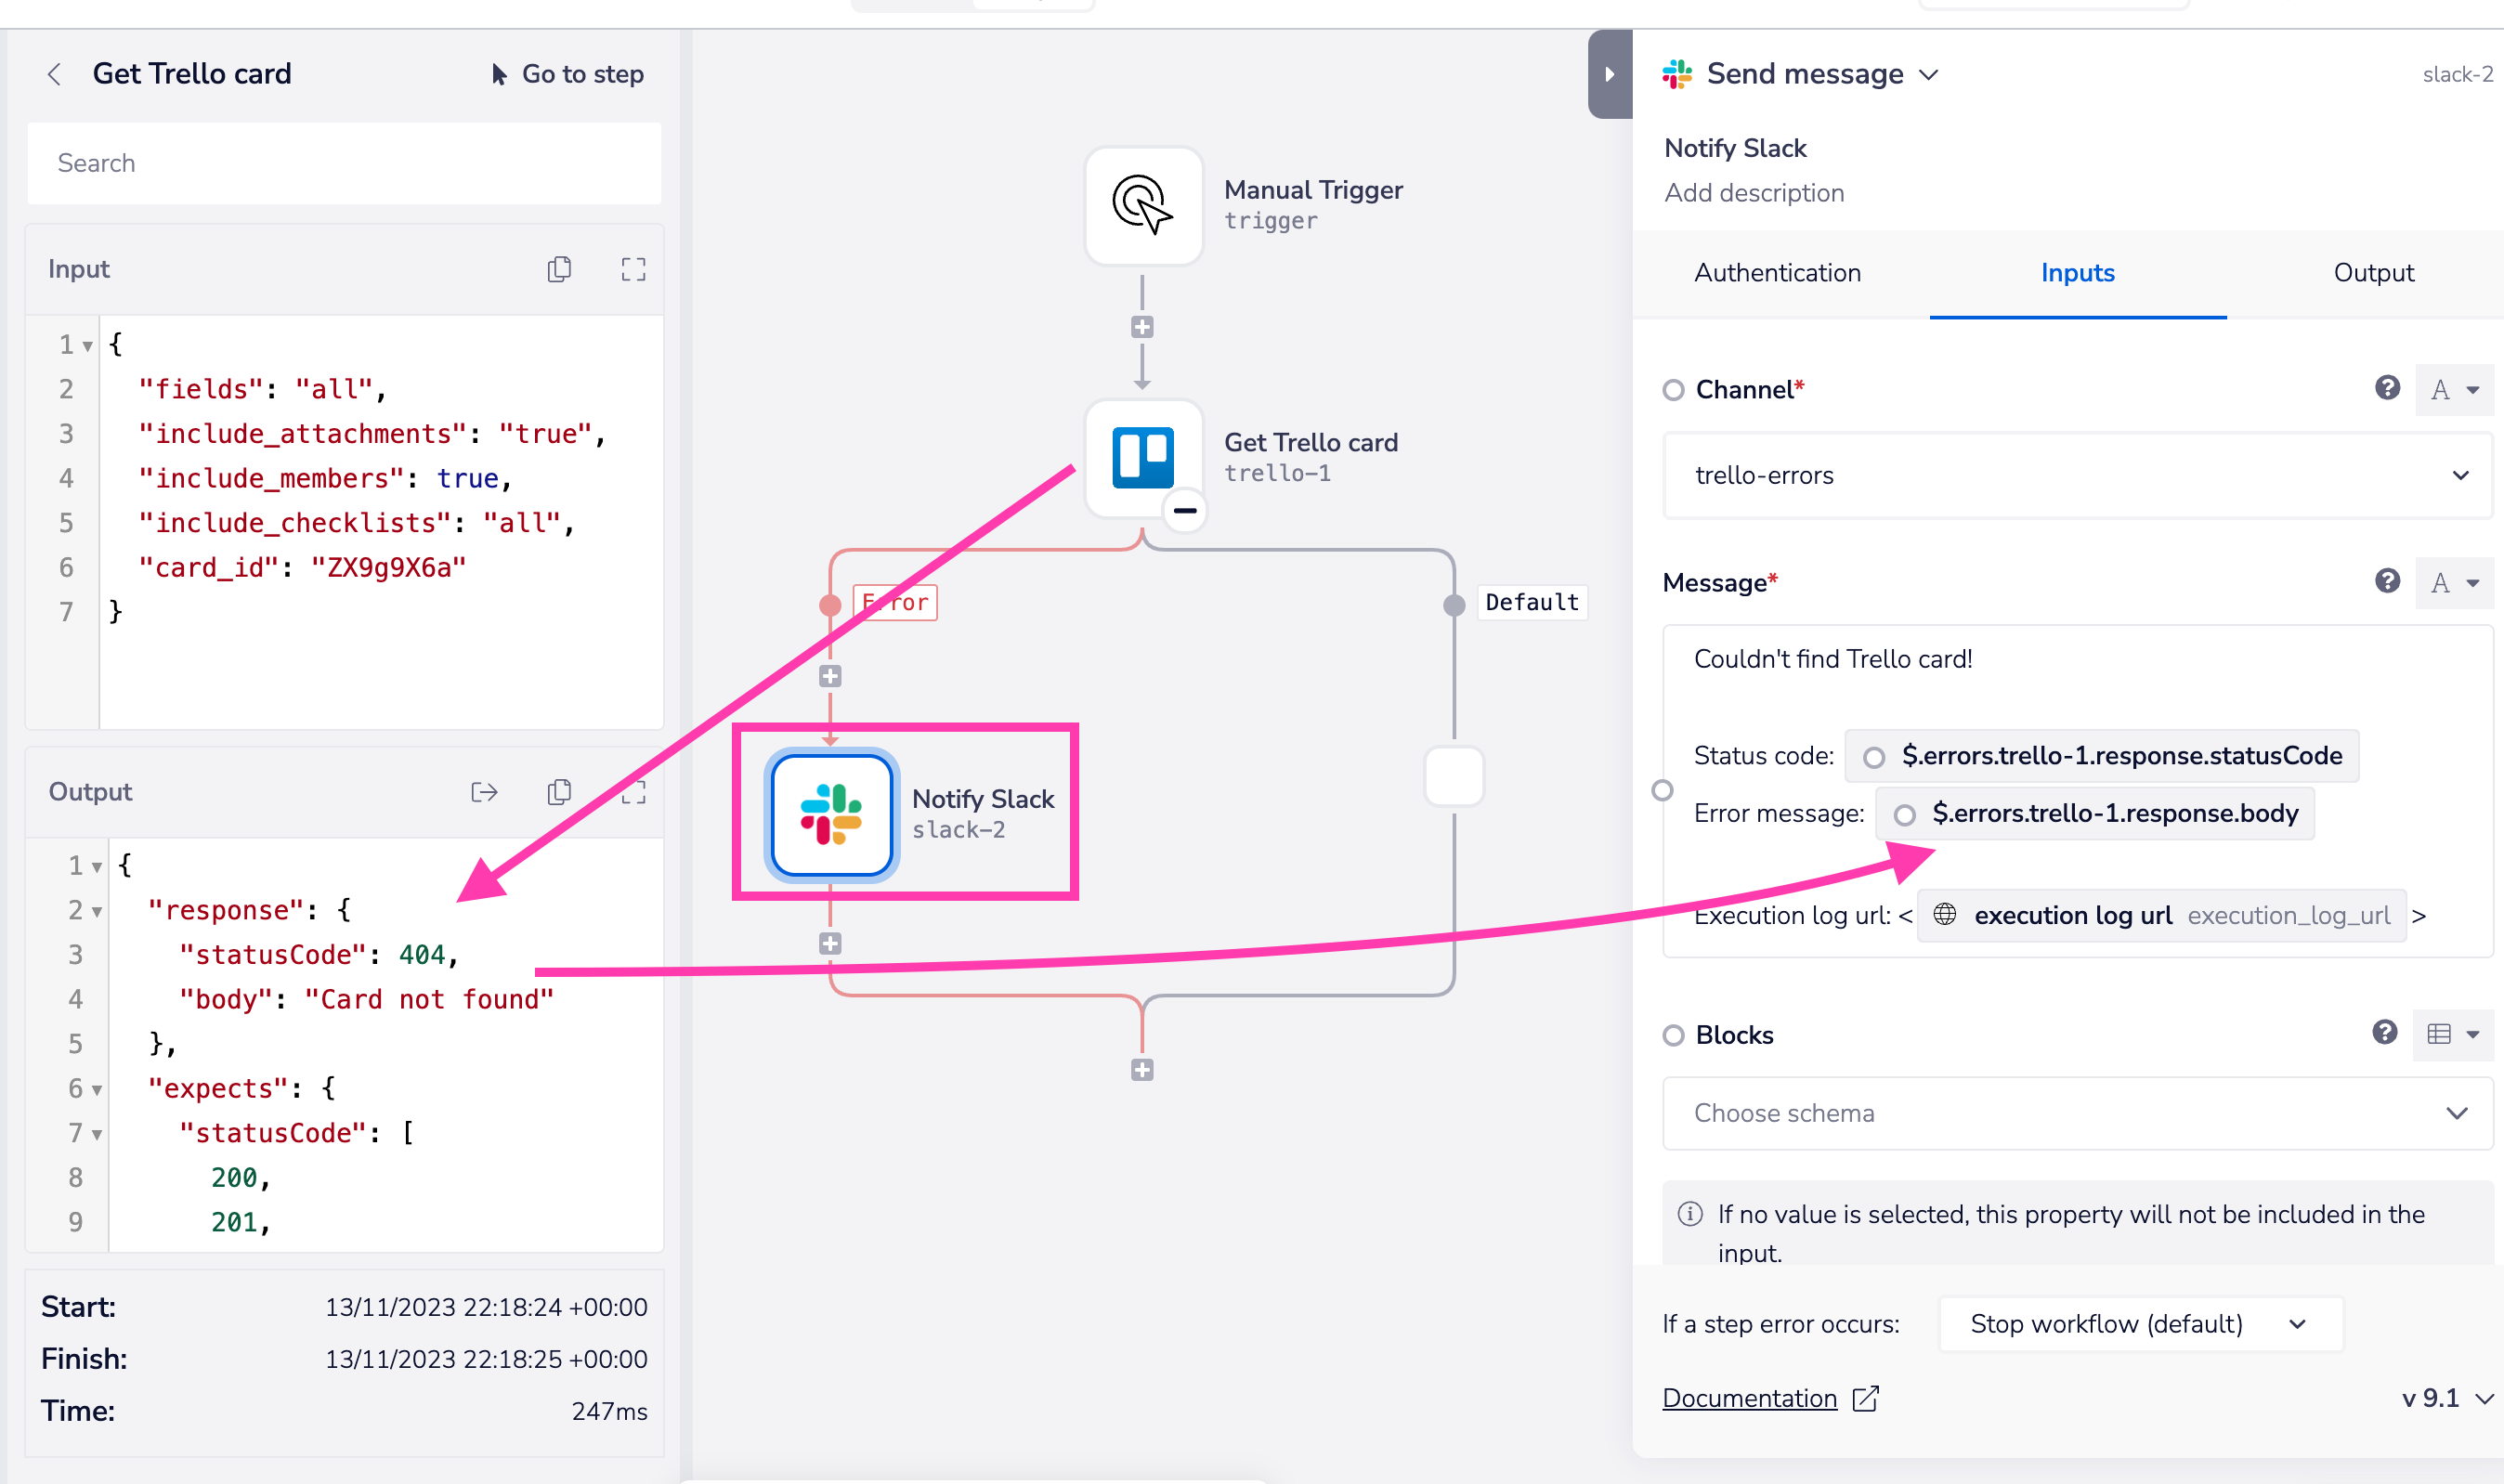 Get Trello card
Go to step
Search
Input
1 {
2 "fields": "all",
3 "include_attachments": "true",
4 "include_members": true,
5 "include_checklists": "all",
6 "card_id": "ZX9g9X6a"
7 }
Output
1 {
2 "response": {
3 "statusCode": 404,
4 "body": "Card not found"
5 },
6 "expects": {
7 "statusCode": [
8 200,
9 201,
Start: 13/11/2023 22:18:24 +00:00
Finish: 13/11/2023 22:18:25 +00:00
Time: 247ms
Manual Trigger
trigger
Get Trello card
trello-1
Error
Default
Notify Slack
slack-2
Send message
slack-2
Notify Slack
Add description
Authentication
Inputs
Output
Channel*
A
trello-errors
Message*
A
Couldn't find Trello card!
Status code: $.errors.trello-1.response.statusCode
Error message: $.errors.trello-1.response.body
Execution log url: < execution log url execution_log_url >
Blocks
Choose schema
If no value is selected, this property will not be included in the
input.
If a step error occurs: Stop workflow (default)
Documentation
v 9.1